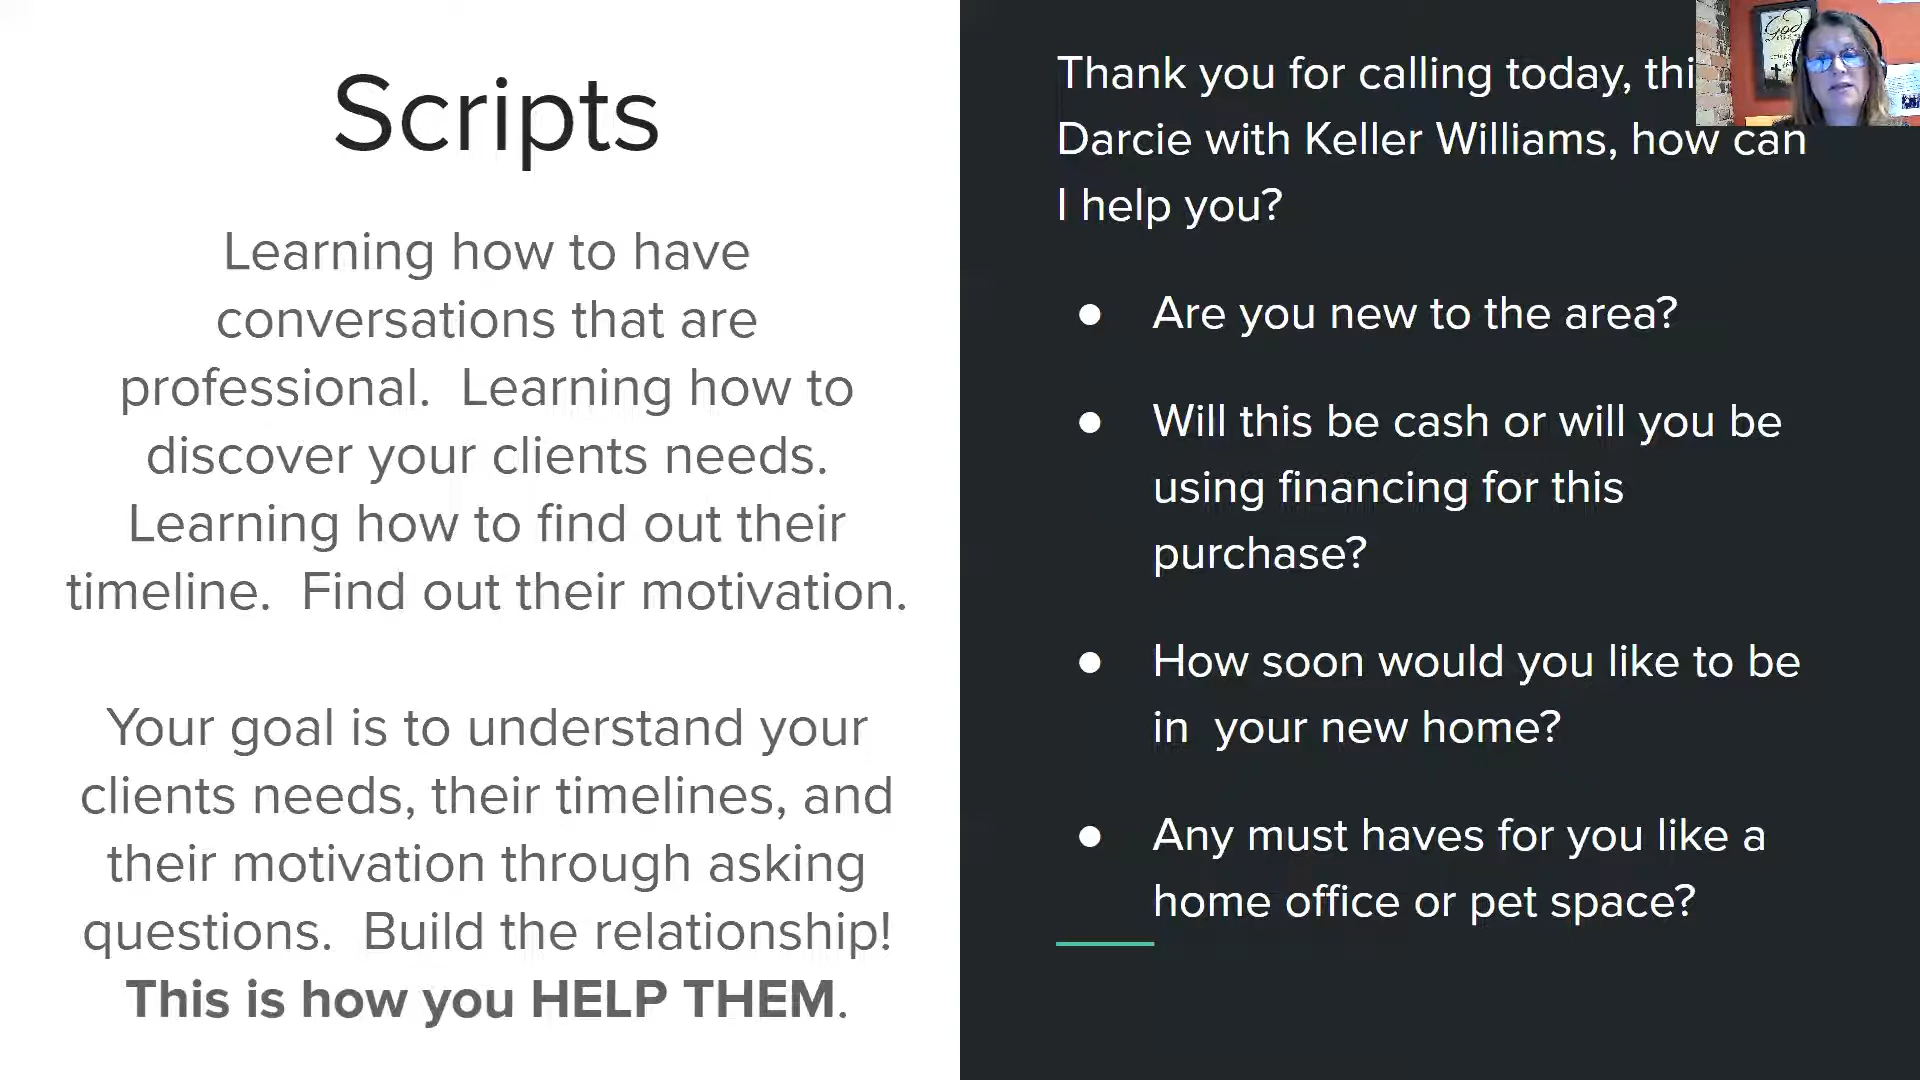 Scripts
Learning how to have
conversations that are
professional.  Learning how to
discover your clients needs.
Learning how to find out their
timeline.  Find out their motivation.
Your goal is to understand your
clients needs, their timelines, and
their motivation through asking
questions.  Build the relationship!
This is how you HELP THEM.
Thank you for calling today, thi
Darcie with Keller Williams, how can
I help you?
● Are you new to the area?
● Will this be cash or will you be
using financing for this
purchase?
● How soon would you like to be
in  your new home?
● Any must haves for you like a
home office or pet space?
God